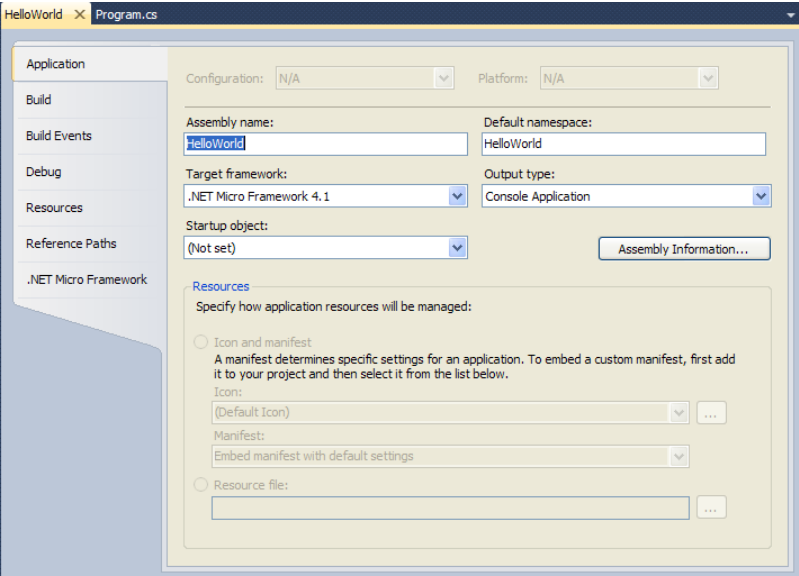 HelloWorld
Program.cs
Application
Build
Build Events
Debug
Resources
Reference Paths
.NET Micro Framework
Configuration: N/A
Platform: N/A
Assembly name:
HelloWorld
Default namespace:
HelloWorld
Target framework:
.NET Micro Framework 4.1
Output type:
Console Application
Startup object:
(Not set)
Assembly Information...
Resources
Specify how application resources will be managed:
Icon and manifest
A manifest determines specific settings for an application. To embed a custom manifest, first add
it to your project and then select it from the list below.
Icon:
(Default Icon)
...
Manifest:
Embed manifest with default settings
Resource file:
...